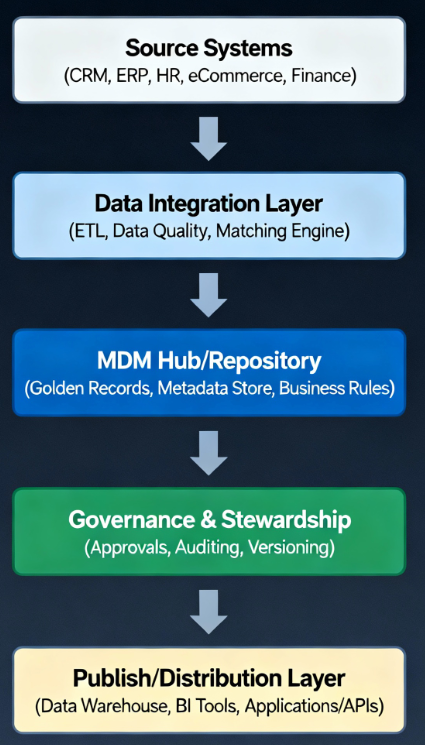 Source Systems
(CRM, ERP, HR, eCommerce, Finance)
Data Integration Layer
(ETL, Data Quality, Matching Engine)
MDM Hub/Repository
(Golden Records, Metadata Store, Business Rules)
Governance & Stewardship
(Approvals, Auditing, Versioning)
Publish/Distribution Layer
(Data Warehouse, BI Tools, Applications/APIs)